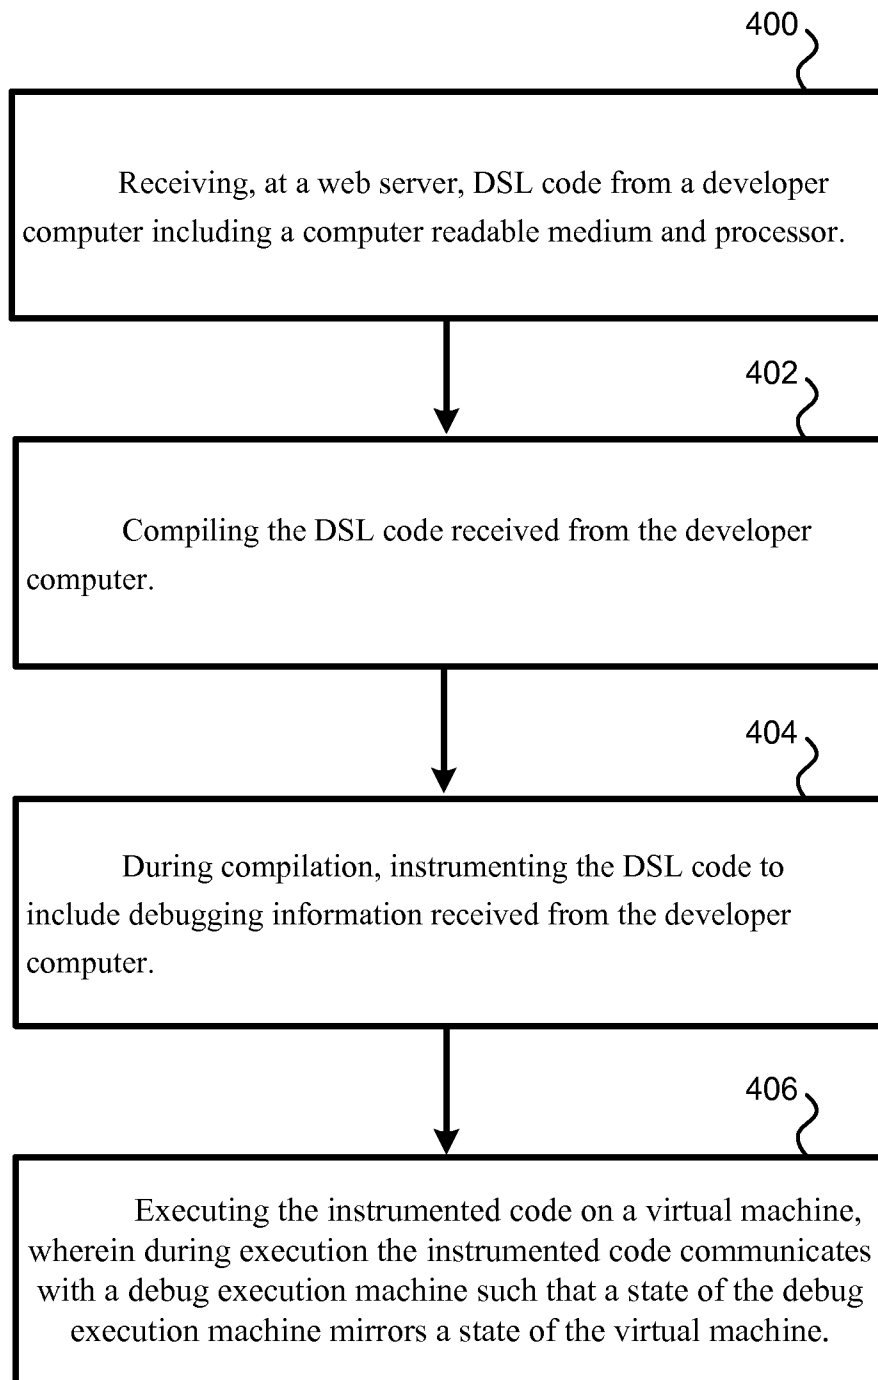 400
Receiving, at a web server, DSL code from a developer
computer including a computer readable medium and processor.
402
Compiling the DSL code received from the developer
computer.
404
During compilation, instrumenting the DSL code to
include debugging information received from the developer
computer.
406
Executing the instrumented code on a virtual machine,
wherein during execution the instrumented code communicates
with a debug execution machine such that a state of the debug
execution machine mirrors a state of the virtual machine.